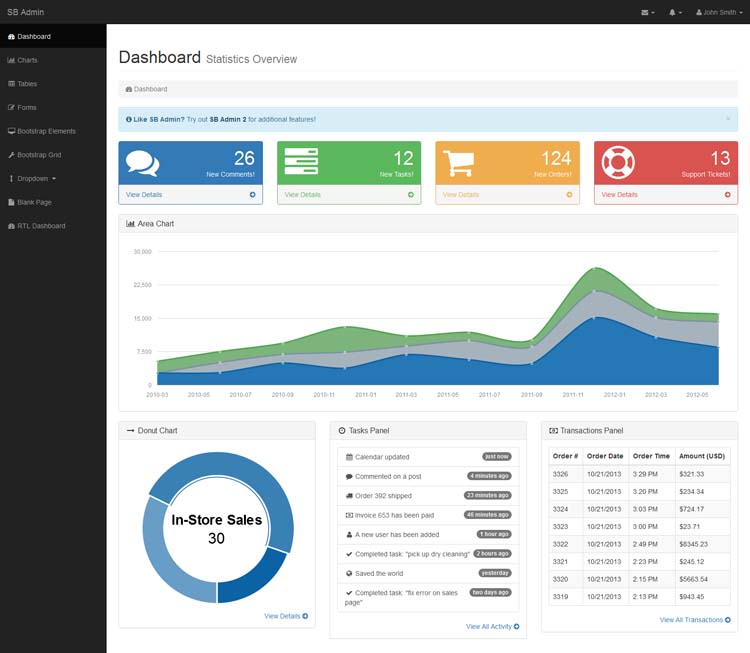 SB Admin
John Smith
Dashboard
Charts
Tables
Forms
Bootstrap Elements
Bootstrap Grid
Dropdown
Blank Page
RTL Dashboard
Dashboard Statistics Overview
Dashboard
Like SB Admin? Try out SB Admin 2 for additional features!
×
26
New Comments!
View Details
12
New Tasks!
View Details
124
New Orders!
View Details
13
Support Tickets!
View Details
Area Chart
30,000
22,500
15,000
7,500
0
2010-03 2010-05 2010-07 2010-09 2010-11 2011-01 2011-03 2011-06 2011-07 2011-09 2011-11 2012-01 2012-03 2012-05
Donut Chart
In-Store Sales
30
View Details
Tasks Panel
Calendar updated just now
Commented on a post 4 minutes ago
Order 392 shipped 23 minutes ago
Invoice 653 has been paid 46 minutes ago
A new user has been added 1 hour ago
Completed task: "pick up dry cleaning" 2 hours ago
Saved the world yesterday
Completed task: "fix error on sales two days ago
page"
View All Activity
Transactions Panel
Order # Order Date Order Time Amount (USD)
3326 10/21/2013 3:29 PM $321.33
3325 10/21/2013 3:20 PM $234.34
3324 10/21/2013 3:03 PM $724.17
3323 10/21/2013 3:00 PM $23.71
3322 10/21/2013 2:49 PM $8345.23
3321 10/21/2013 2:23 PM $245.12
3320 10/21/2013 2:15 PM $5663.54
3319 10/21/2013 2:13 PM $943.45
View All Transactions